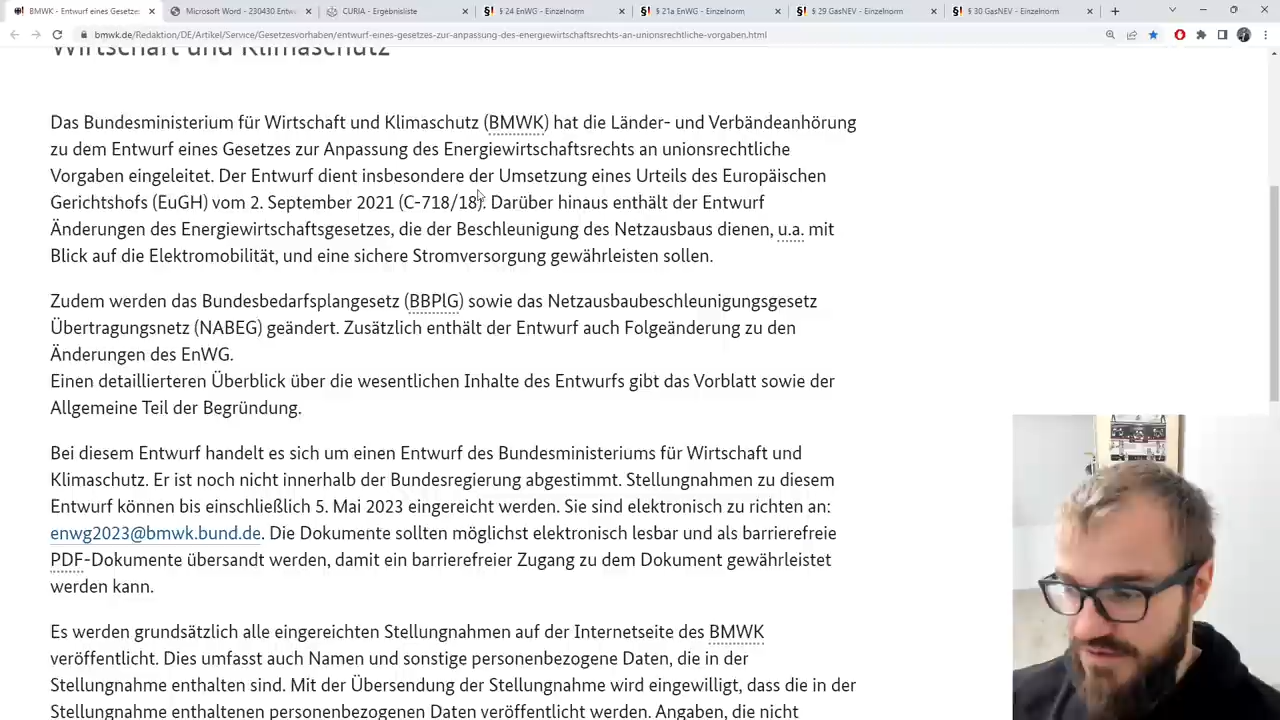 BMWK - Entwurf eines Gesetze
Microsoft Word - 230430 Entw
CURIA - Ergebnisliste
§ 24 EnWG - Einzelnorm
§ 21a EnWG - Einzelnorm
§ 29 GasNEV - Einzelnorm
§ 30 GasNEV - Einzelnorm
bmwk.de/Redaktion/DE/Artikel/Service/Gesetzesvorhaben/entwurf-eines-gesetzes-zur-anpassung-des-energiewirtschaftsrechts-an-unionsrechtliche-vorgaben.html
Wirtschaft und Klimaschutz
Das Bundesministerium für Wirtschaft und Klimaschutz (BMWK) hat die Länder- und Verbändeanhörung
zu dem Entwurf eines Gesetzes zur Anpassung des Energiewirtschaftsrechts an unionsrechtliche
Vorgaben eingeleitet. Der Entwurf dient insbesondere der Umsetzung eines Urteils des Europäischen
Gerichtshofs (EuGH) vom 2. September 2021 (C-718/18). Darüber hinaus enthält der Entwurf
Änderungen des Energiewirtschaftsgesetzes, die der Beschleunigung des Netzausbaus dienen, u.a. mit
Blick auf die Elektromobilität, und eine sichere Stromversorgung gewährleisten sollen.
Zudem werden das Bundesbedarfsplangesetz (BBPlG) sowie das Netzausbaubeschleunigungsgesetz
Übertragungsnetz (NABEG) geändert. Zusätzlich enthält der Entwurf auch Folgeänderung zu den
Änderungen des EnWG.
Einen detaillierteren Überblick über die wesentlichen Inhalte des Entwurfs gibt das Vorblatt sowie der
Allgemeine Teil der Begründung.
Bei diesem Entwurf handelt es sich um einen Entwurf des Bundesministeriums für Wirtschaft und
Klimaschutz. Er ist noch nicht innerhalb der Bundesregierung abgestimmt. Stellungnahmen zu diesem
Entwurf können bis einschließlich 5. Mai 2023 eingereicht werden. Sie sind elektronisch zu richten an:
enwg2023@bmwk.bund.de. Die Dokumente sollten möglichst elektronisch lesbar und als barrierefreie
PDF-Dokumente übersandt werden, damit ein barrierefreier Zugang zu dem Dokument gewährleistet
werden kann.
Es werden grundsätzlich alle eingereichten Stellungnahmen auf der Internetseite des BMWK
veröffentlicht. Dies umfasst auch Namen und sonstige personenbezogene Daten, die in der
Stellungnahme enthalten sind. Mit der Übersendung der Stellungnahme wird eingewilligt, dass die in der
Stellungnahme enthaltenen personenbezogenen Daten veröffentlicht werden. Angaben, die nicht